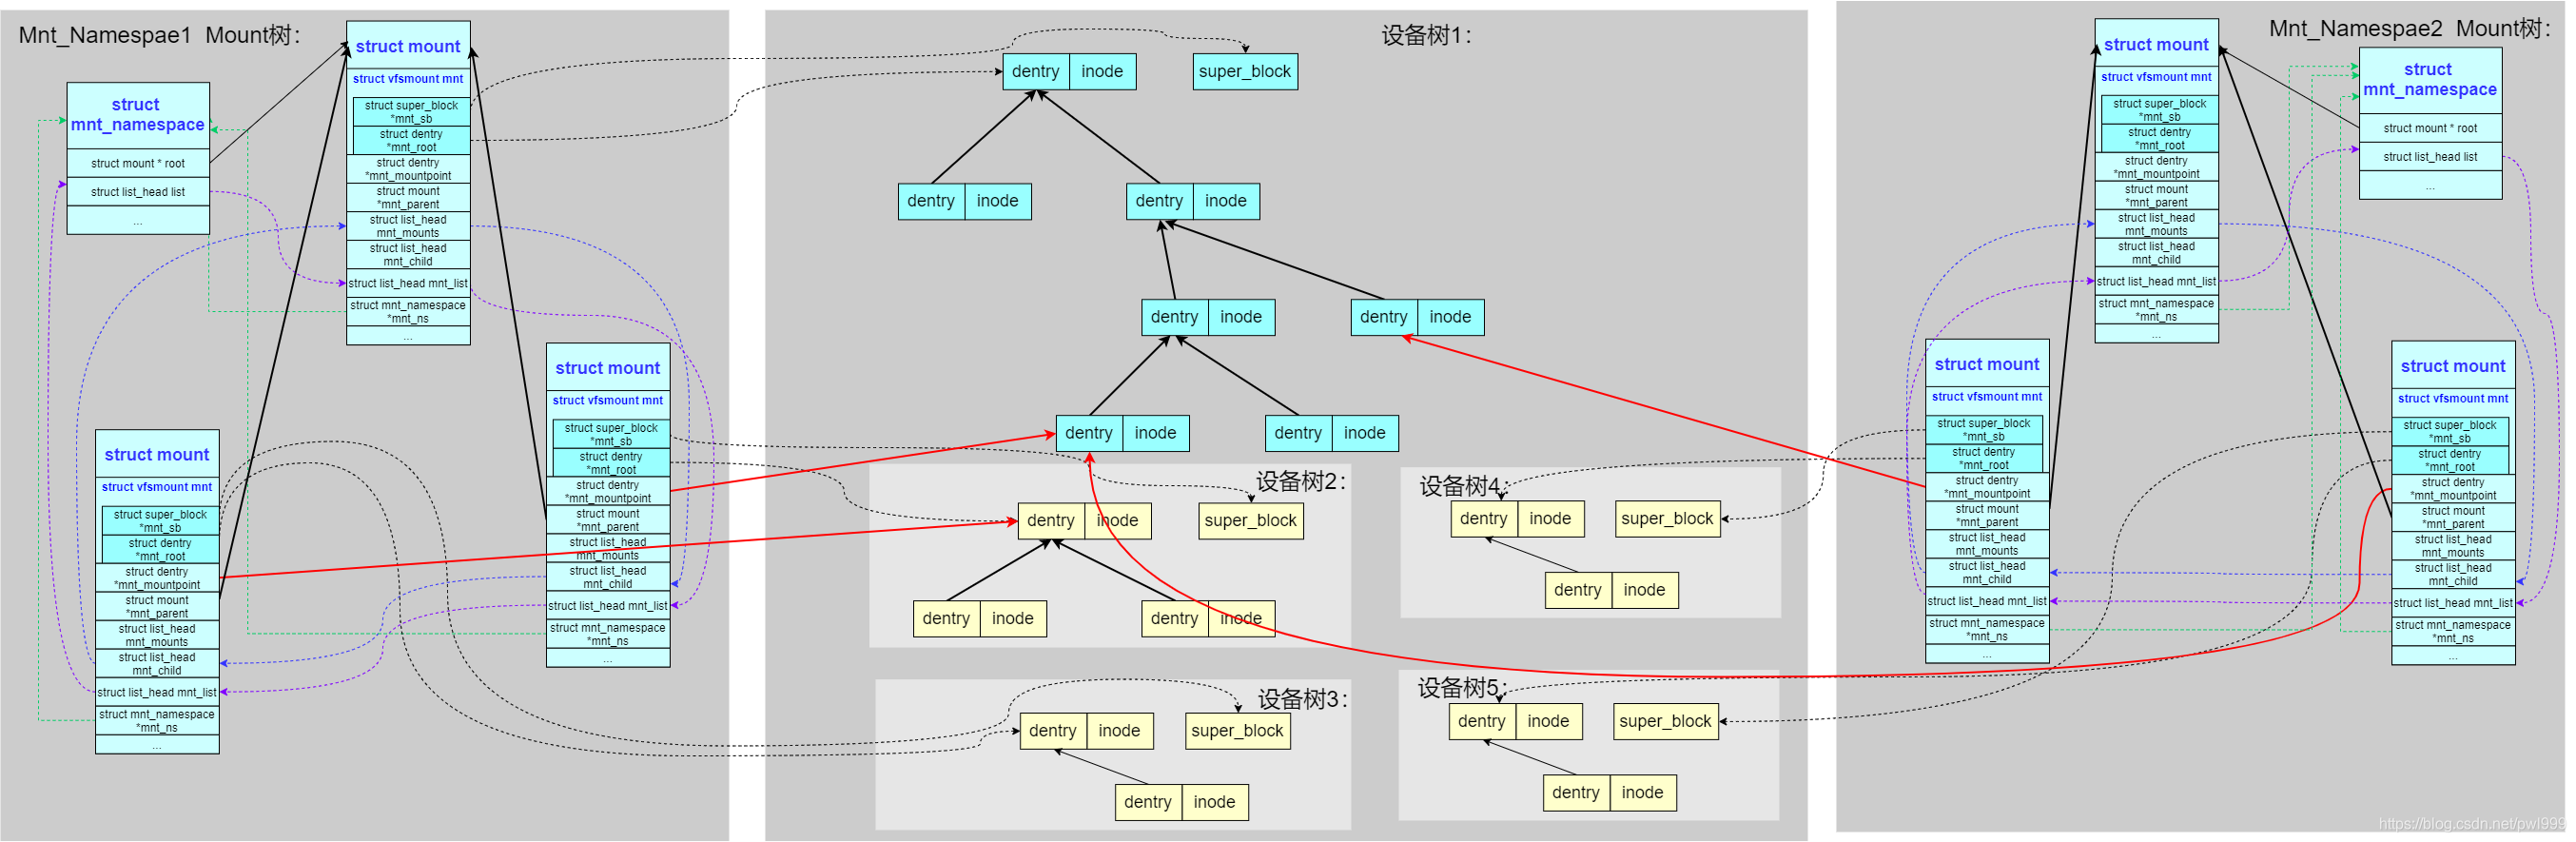 Mnt_Namespae1 Mount树：
struct
mnt_namespace
struct mount * root
struct list_head list
...
struct mount
struct vfsmount mnt
struct super_block
*mnt_sb
struct dentry
*mnt_root
struct dentry
*mnt_mountpoint
struct mount
*mnt_parent
struct list_head
mnt_mounts
struct list_head
mnt_child
struct list_head mnt_list
struct mnt_namespace
*mnt_ns
...
struct mount
struct vfsmount mnt
struct super_block
*mnt_sb
struct dentry
*mnt_root
struct dentry
*mnt_mountpoint
struct mount
*mnt_parent
struct list_head
mnt_mounts
struct list_head
mnt_child
struct list_head mnt_list
struct mnt_namespace
*mnt_ns
...
struct mount
struct vfsmount mnt
struct super_block
*mnt_sb
struct dentry
*mnt_root
struct dentry
*mnt_mountpoint
struct mount
*mnt_parent
struct list_head
mnt_mounts
struct list_head
mnt_child
struct list_head mnt_list
struct mnt_namespace
*mnt_ns
...
设备树1：
dentry inode super_block
dentry inode dentry inode
dentry inode dentry inode
dentry inode dentry inode
设备树2：
dentry inode super_block
dentry inode dentry inode
设备树4：
dentry inode super_block
dentry inode
设备树3：
dentry inode super_block
dentry inode
设备树5：
dentry inode super_block
dentry inode
Mnt_Namespae2 Mount树：
struct mount
struct vfsmount mnt
struct super_block
*mnt_sb
struct dentry
*mnt_root
struct dentry
*mnt_mountpoint
struct mount
*mnt_parent
struct list_head
mnt_mounts
struct list_head
mnt_child
struct list_head mnt_list
struct mnt_namespace
*mnt_ns
...
struct
mnt_namespace
struct mount * root
struct list_head list
...
struct mount
struct vfsmount mnt
struct super_block
*mnt_sb
struct dentry
*mnt_root
struct dentry
*mnt_mountpoint
struct mount
*mnt_parent
struct list_head
mnt_mounts
struct list_head
mnt_child
struct list_head mnt_list
struct mnt_namespace
*mnt_ns
...
struct mount
struct vfsmount mnt
struct super_block
*mnt_sb
struct dentry
*mnt_root
struct dentry
*mnt_mountpoint
struct mount
*mnt_parent
struct list_head
mnt_mounts
struct list_head
mnt_child
struct list_head mnt_list
struct mnt_namespace
*mnt_ns
...
https://blog.csdn.net/pwl999